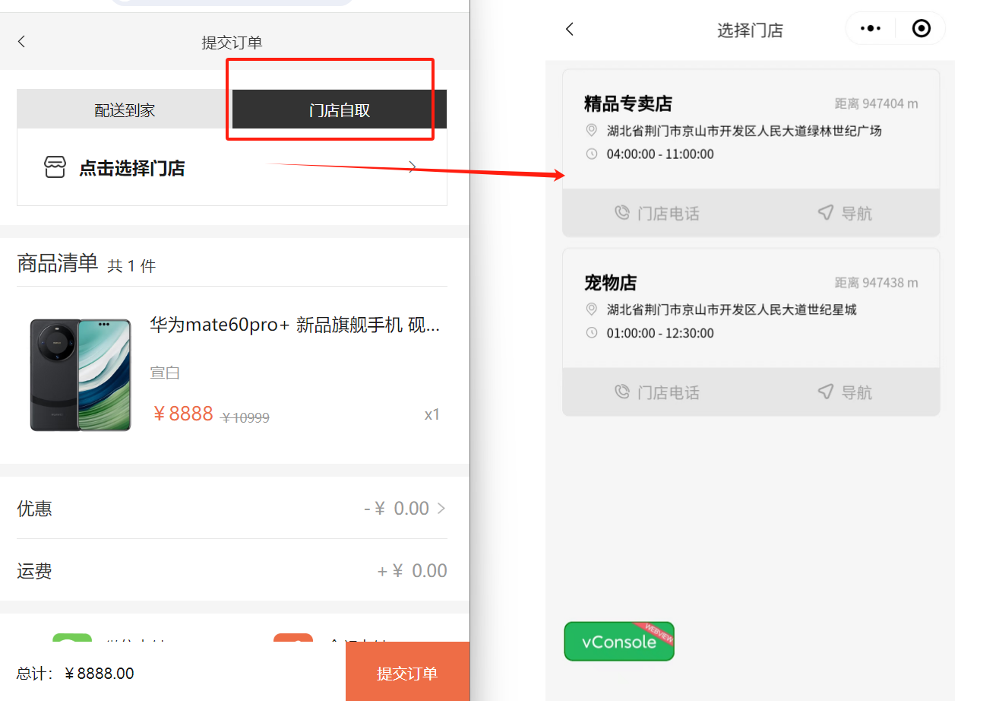 提交订单
配送到家
门店自取
点击选择门店
商品清单 共 1 件
华为mate60pro+ 新品旗舰手机 砚...
宣白
￥8888 ￥10999
x1
优惠
-￥ 0.00
运费
+￥ 0.00
总计：￥8888.00
提交订单
选择门店
精品专卖店
距离 947404 m
湖北省荆门市京山市开发区人民大道绿林世纪广场
04:00:00 - 11:00:00
门店电话
导航
宠物店
距离 947438 m
湖北省荆门市京山市开发区人民大道世纪星城
01:00:00 - 12:30:00
门店电话
导航
vConsole
WEBVIEW